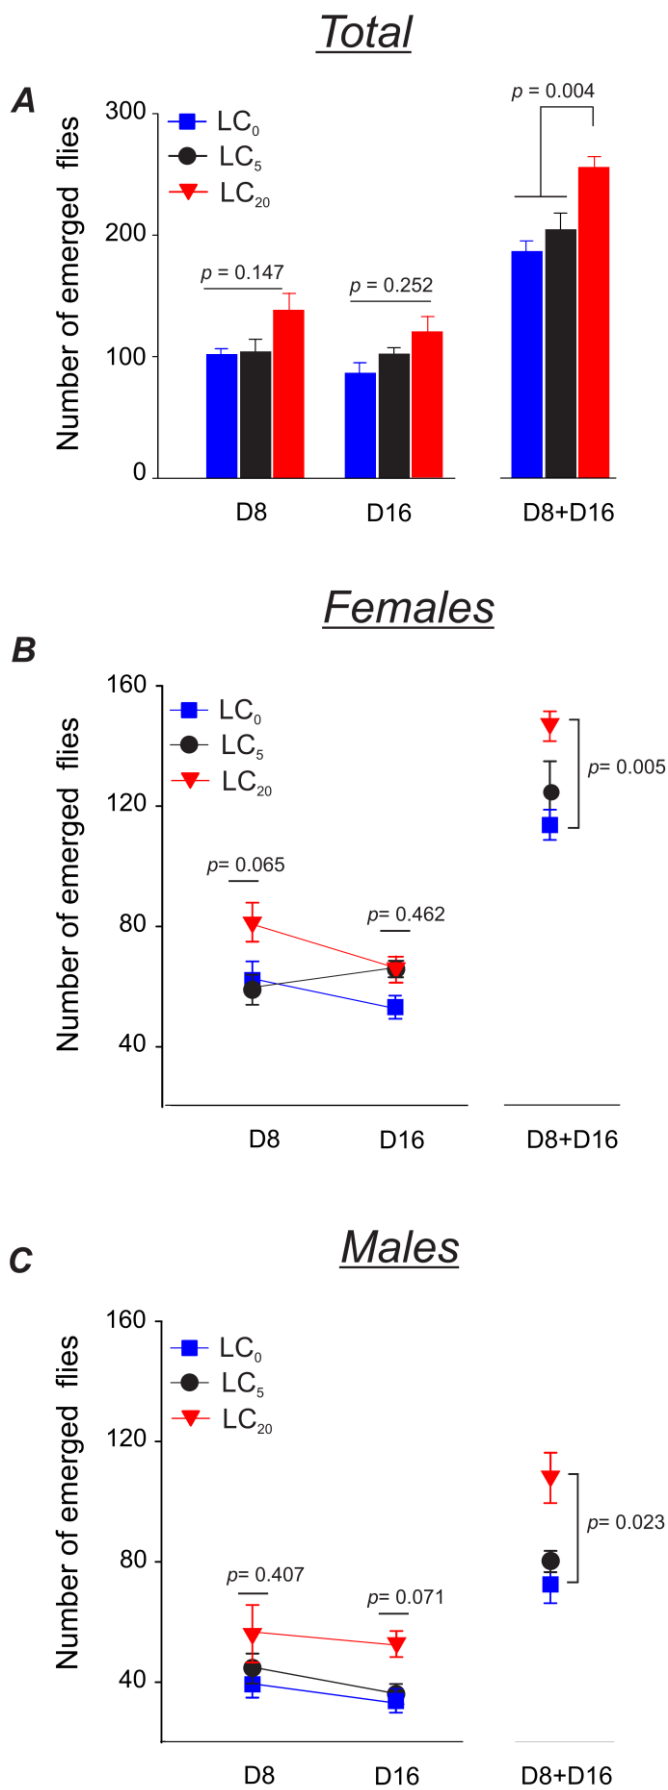 Total
A
p = 0.004
300
LC0
LC5
LC20
200
p = 0.147
p = 0.252
100
0
Number of emerged flies
D8
D16
D8+D16
Females
B
160
LC0
LC5
LC20
p= 0.005
120
p= 0.065
p= 0.462
80
40
Number of emerged flies
D8
D16
D8+D16
Males
C
160
LC0
LC5
LC20
120
p= 0.023
80
p= 0.407
p= 0.071
40
Number of emerged flies
D8
D16
D8+D16